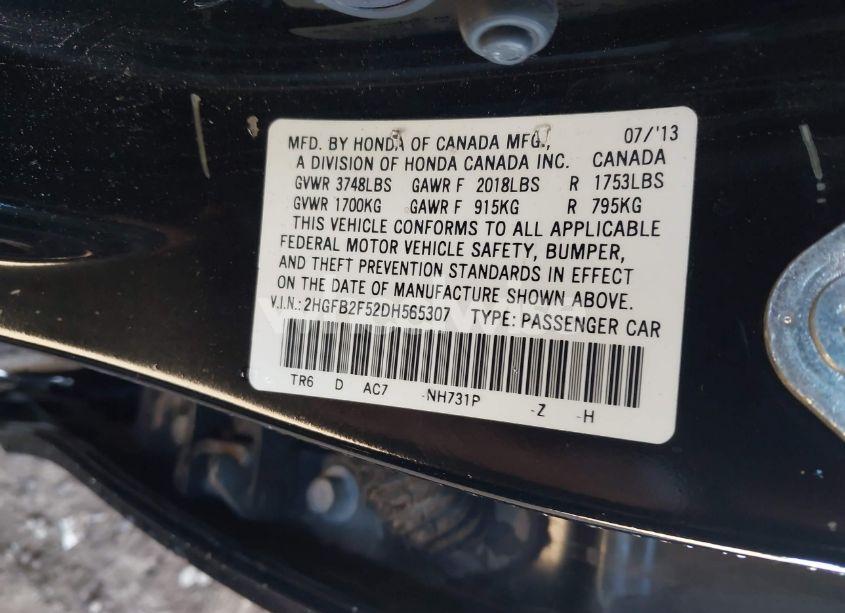 MFD. BY HONDA OF CANADA MFG., 07/'13
A DIVISION OF HONDA CANADA INC. CANADA
GVWR 3748LBS GAWR F 2018LBS R 1753LBS
GVWR 1700KG GAWR F 915KG R 795KG
THIS VEHICLE CONFORMS TO ALL APPLICABLE
FEDERAL MOTOR VEHICLE SAFETY, BUMPER,
AND THEFT PREVENTION STANDARDS IN EFFECT
ON THE DATE OF MANUFACTURE SHOWN ABOVE.
V.I.N.: 2HGFB2F52DH565307 TYPE: PASSENGER CAR
TR6 D AC7 -NH731P -Z -H